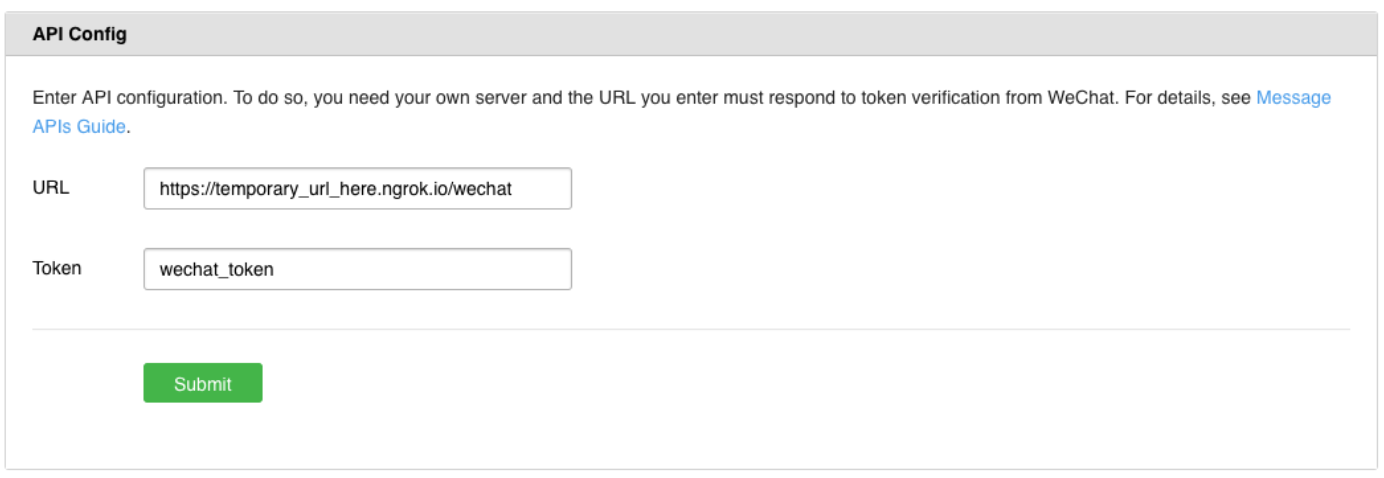 API Config
Enter API configuration. To do so, you need your own server and the URL you enter must respond to token verification from WeChat. For details, see Message
APIs Guide.
URL https://temporary_url_here.ngrok.io/wechat
Token wechat_token
Submit